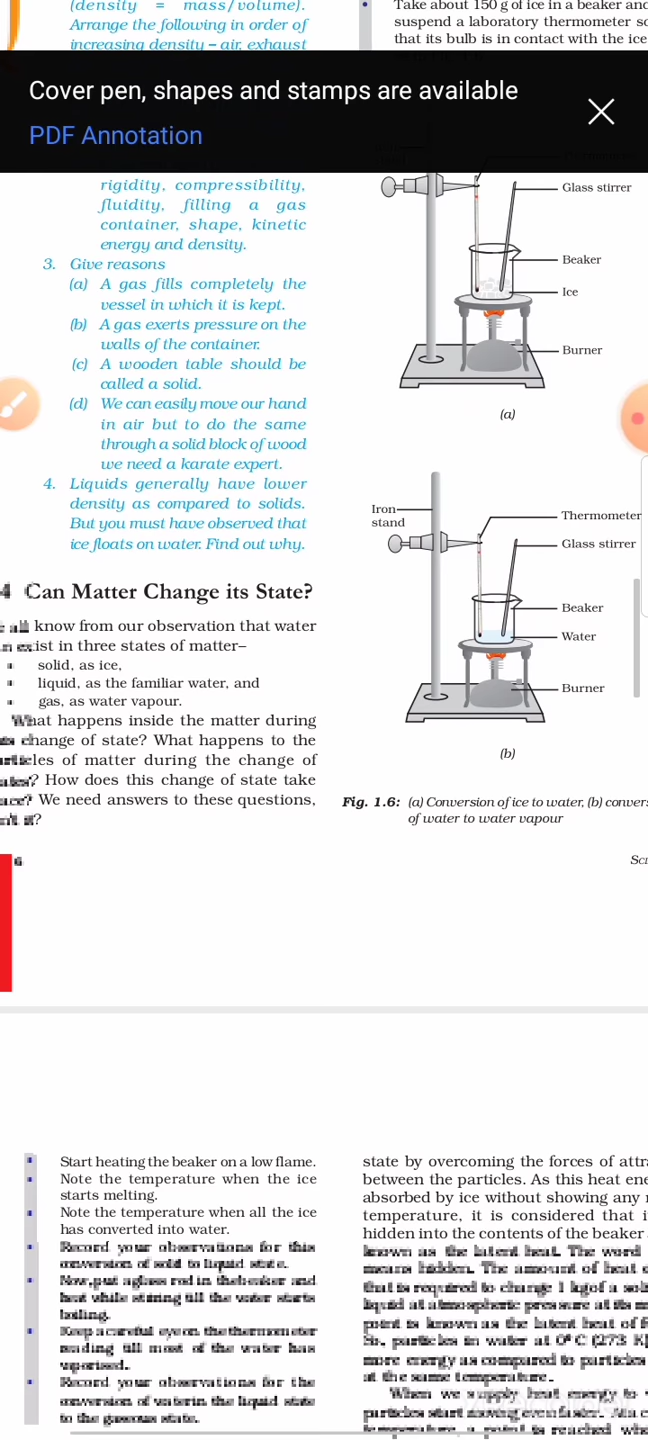 (density = mass/volume).
Arrange the following in order of
increasing density – air, exhaust
Take about 150 g of ice in a beaker and
suspend a laboratory thermometer so
that its bulb is in contact with the ice
Cover pen, shapes and stamps are available
PDF Annotation
rigidity, compressibility,
fluidity, filling a gas
container, shape, kinetic
energy and density.
3. Give reasons
(a) A gas fills completely the
vessel in which it is kept.
(b) A gas exerts pressure on the
walls of the container.
(c) A wooden table should be
called a solid.
(d) We can easily move our hand
in air but to do the same
through a solid block of wood
we need a karate expert.
4. Liquids generally have lower
density as compared to solids.
But you must have observed that
ice floats on water. Find out why.
4 Can Matter Change its State?
all know from our observation that water
exist in three states of matter–
solid, as ice,
liquid, as the familiar water, and
gas, as water vapour.
What happens inside the matter during
change of state? What happens to the
of matter during the change of
How does this change of state take
We need answers to these questions,
6
Glass stirrer
Beaker
Ice
Burner
(a)
Iron
stand
Thermometer
Glass stirrer
Beaker
Water
Burner
(b)
Fig. 1.6: (a) Conversion of ice to water, (b)
of water to water vapour
Start heating the beaker on a low flame.
Note the temperature when the ice
starts melting.
Note the temperature when all the ice
has converted into water.
Record your observations for this
conversion of solid to liquid state.
Now, put a glass rod in the beaker and
heat while stirring till the water starts
boiling.
Keep a careful eye on the thermometer
reading till most of the water has
vaporised.
Record your observations for the
conversion of water in the liquid state
to the gaseous state.
state by overcoming the forces of
between the particles. As this heat
absorbed by ice without showing any
temperature, it is considered that
hidden into the contents of the beaker
known as the latent heat. The word
means hidden. The amount of heat
that is required to change 1 kg of a
liquid at atmospheric pressure at its
point is known as the latent heat of
So, particles in water at 0° C (273 K)
more energy as compared to particles
at the same temperature.
When we supply heat energy to
particles start moving even faster. At a
temperature, a point is reached